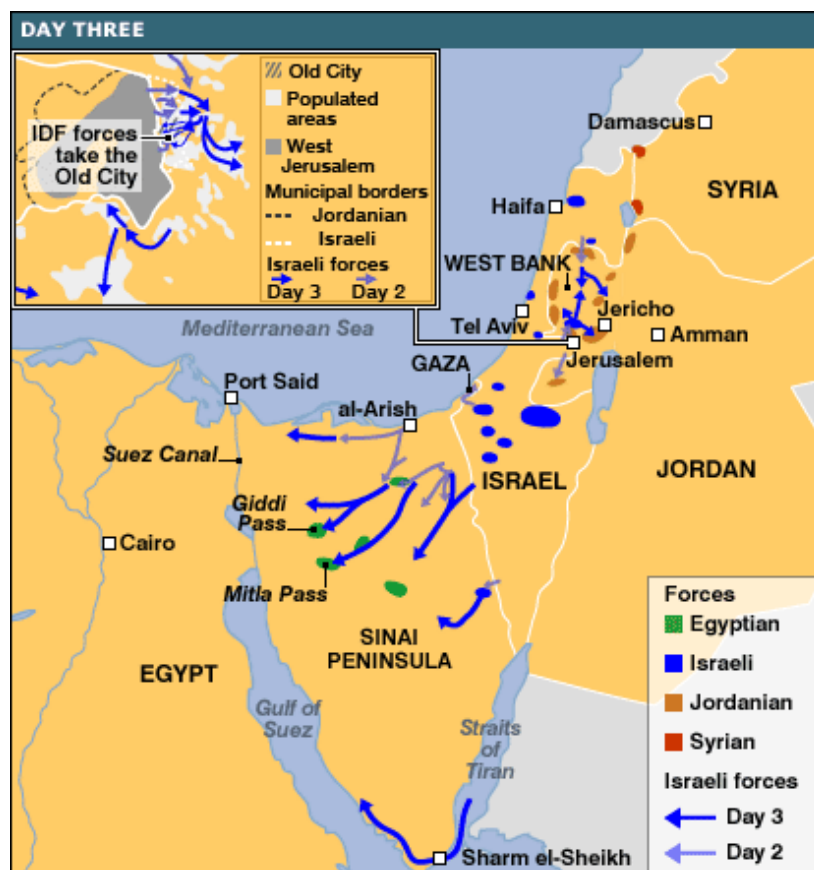 DAY THREE
IDF forces
take the
Old City
Old City
Populated
areas
West
Jerusalem
Municipal borders
Jordanian
Israeli
Israeli forces
Day 3
Day 2
Damascus
SYRIA
Haifa
WEST BANK
Jericho
Tel Aviv
Amman
Jerusalem
Mediterranean Sea
GAZA
Port Said
al-Arish
Suez Canal
ISRAEL
JORDAN
Giddi
Pass
Cairo
Mitla Pass
SINAI
PENINSULA
EGYPT
Gulf of
Suez
Straits
of
Tiran
Sharm el-Sheikh
Forces
Egyptian
Israeli
Jordanian
Syrian
Israeli forces
Day 3
Day 2